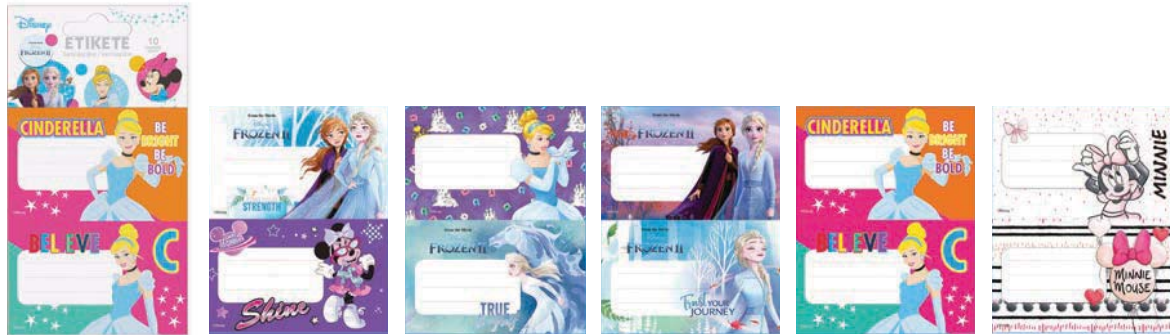 Disney
ETIKETE
10
FROZEN II
CINDERELLA
BE
BRIGHT
BE
BOLD
BELIEVE
C
Disney
FROZEN II
STRENGTH
Shine
FROZEN II
TRUE
FROZEN II
FROZEN II
Trust YOUR
JOURNEY
CINDERELLA
BE
BRIGHT
BE
BOLD
BELIEVE
C
MINNIE
MINNIE
MOUSE